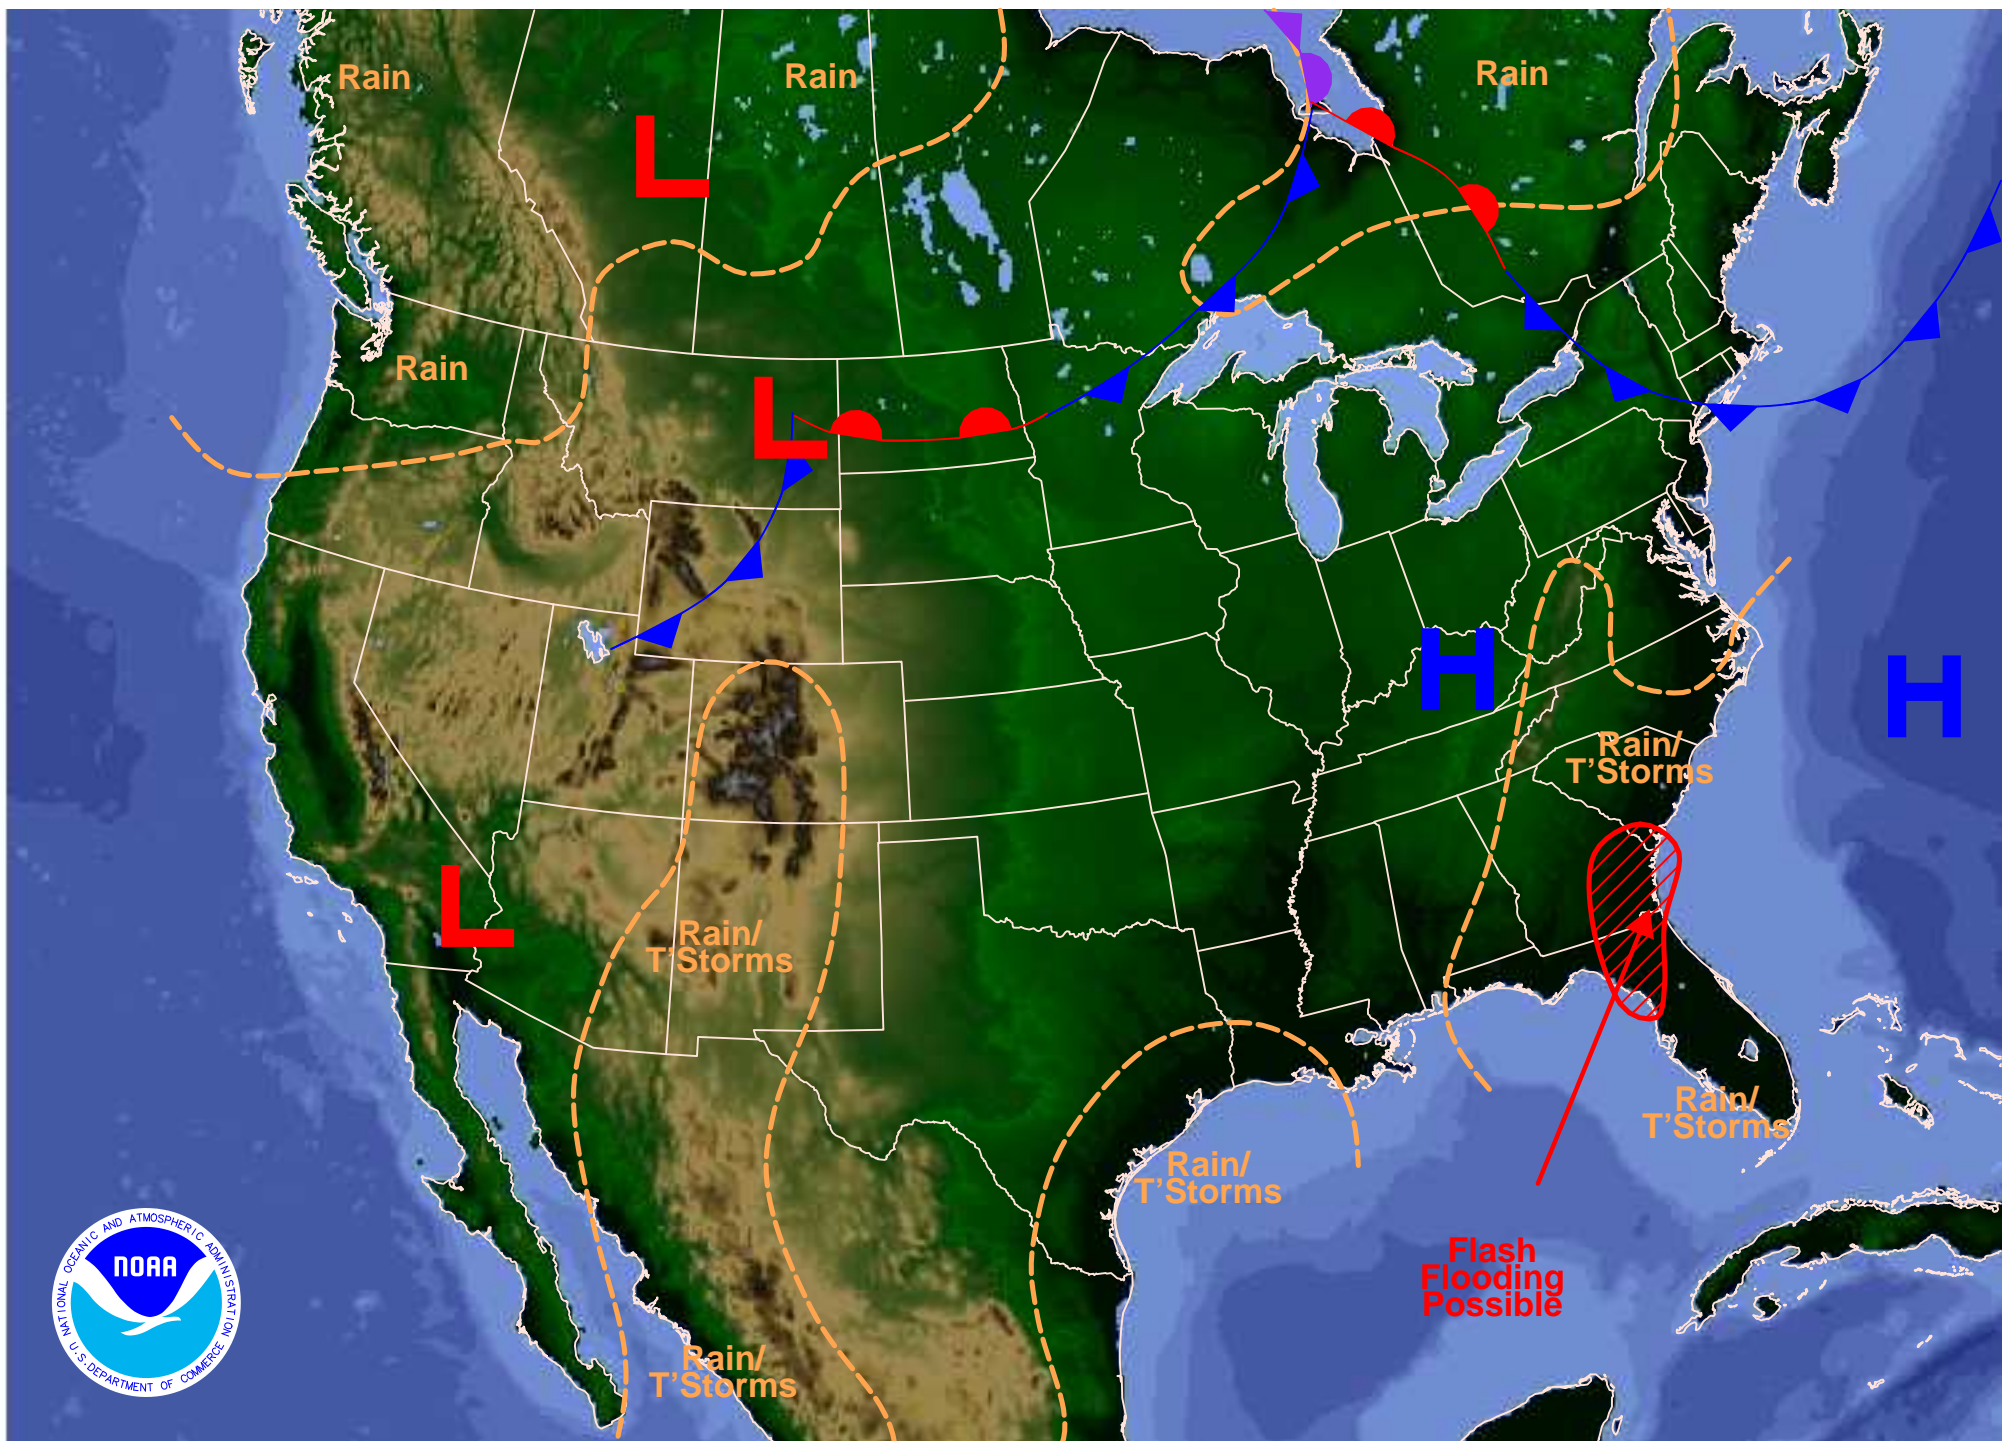 Rain
Rain
Rain
L
Rain
L
H
H
Rain/
T'Storms
L
Rain/
T'Storms
Rain/
T'Storms
Rain/
T'Storms
Flash
Flooding
Possible
Rain/
T'Storms
NATIONAL OCEANIC AND ATMOSPHERIC ADMINISTRATION
NOAA
U.S. DEPARTMENT OF COMMERCE